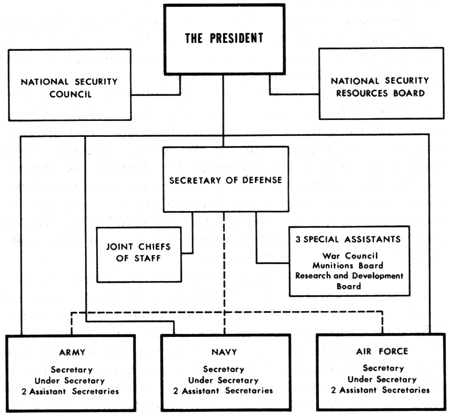 THE PRESIDENT
NATIONAL SECURITY
COUNCIL
NATIONAL SECURITY
RESOURCES BOARD
SECRETARY OF DEFENSE
JOINT CHIEFS
OF STAFF
3 SPECIAL ASSISTANTS
War Council
Munitions Board
Research and Development
Board
ARMY
Secretary
Under Secretary
2 Assistant Secretaries
NAVY
Secretary
Under Secretary
2 Assistant Secretaries
AIR FORCE
Secretary
Under Secretary
2 Assistant Secretaries